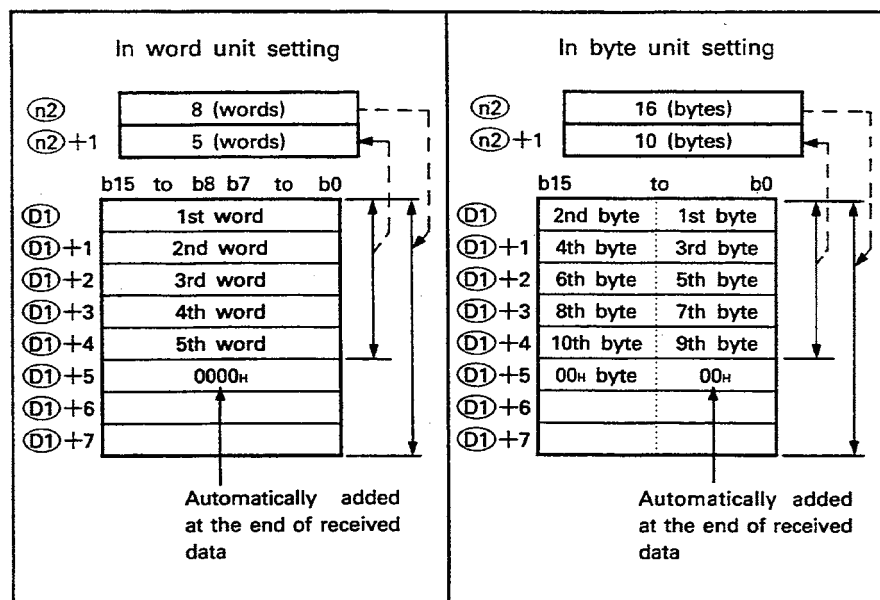 In word unit setting
n2 8 (words)
n2+1 5 (words)
b15 to b8 b7 to b0
D1 1st word
D1+1 2nd word
D1+2 3rd word
D1+3 4th word
D1+4 5th word
D1+5 0000H
D1+6
D1+7
Automatically added
at the end of received
data
In byte unit setting
n2 16 (bytes)
n2+1 10 (bytes)
b15 to b0
D1 2nd byte 1st byte
D1+1 4th byte 3rd byte
D1+2 6th byte 5th byte
D1+3 8th byte 7th byte
D1+4 10th byte 9th byte
D1+5 00H byte 00H
D1+6
D1+7
Automatically added
at the end of received
data